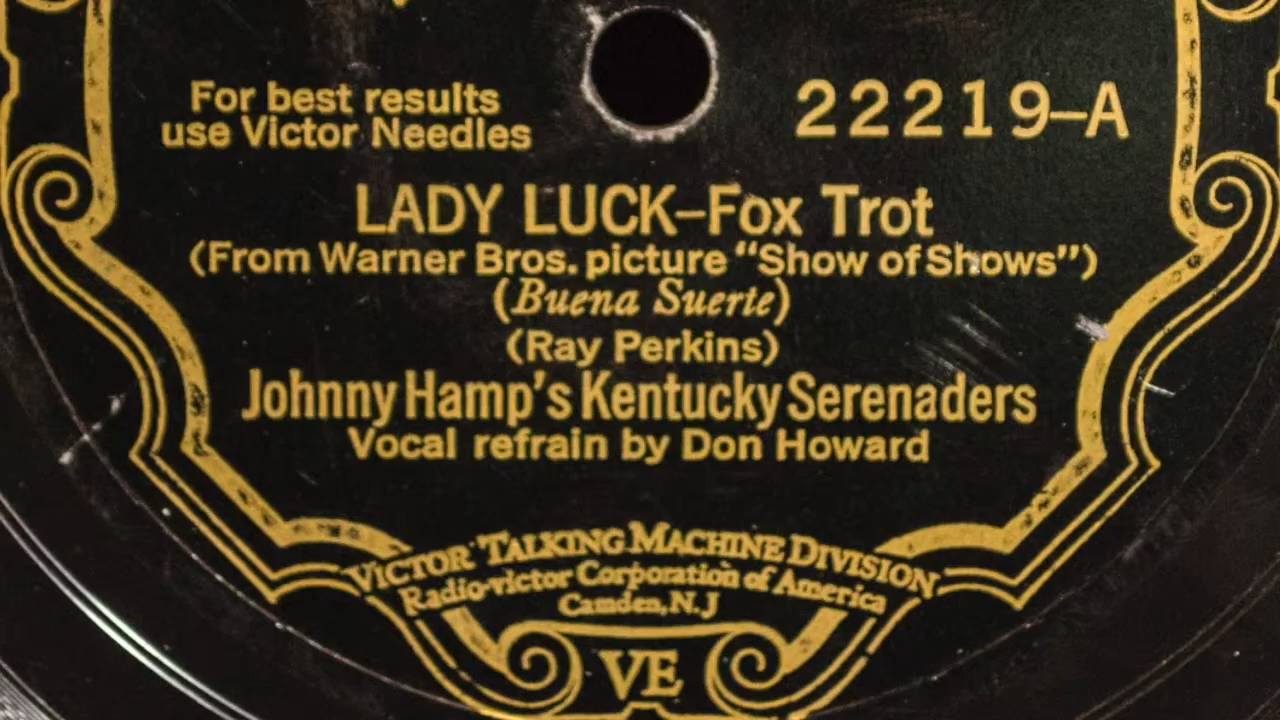 For best results
use Victor Needles
22219-A
LADY LUCK-Fox Trot
(From Warner Bros. picture "Show of Shows")
(Buena Suerte)
(Ray Perkins)
Johnny Hamp's Kentucky Serenaders
Vocal refrain by Don Howard
VICTOR TALKING MACHINE DIVISION
Radio-victor Corporation of America
Camden, N.J
VE